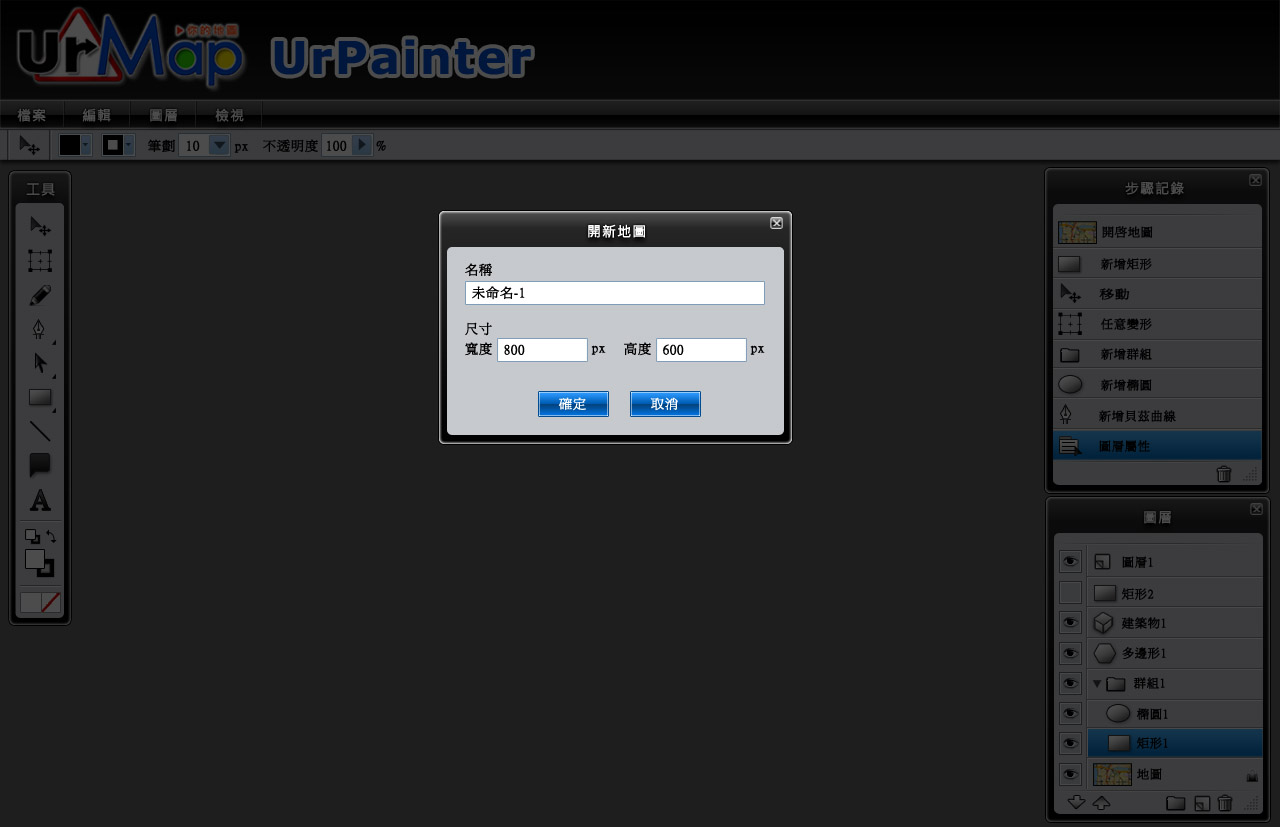 urMap 你的地圖 UrPainter
檔案 編輯 圖層 檢視
筆劃 10 px 不透明度 100 %
工具
A
開新地圖
名稱
未命名-1
尺寸
寬度 800 px 高度 600 px
確定 取消
步驟記錄
開啓地圖
新增矩形
移動
任意變形
新增群組
新增橢圓
新增貝茲曲線
圖層屬性
圖層
圖層1
矩形2
建築物1
多邊形1
群組1
橢圓1
矩形1
地圖